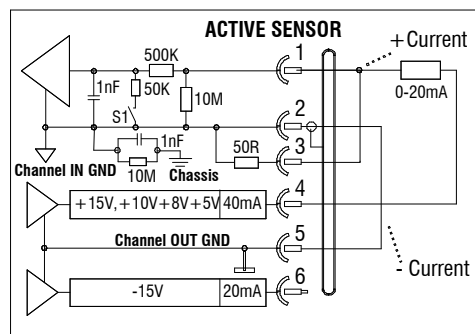 ACTIVE SENSOR
1
+Current
500K
1nF
50K
10M
0-20mA
S1
2
1nF
50R
3
Channel IN GND
10M
Chassis
4
+15V,+10V+8V+5V
40mA
Channel OUT GND
5
- Current
6
-15V
20mA